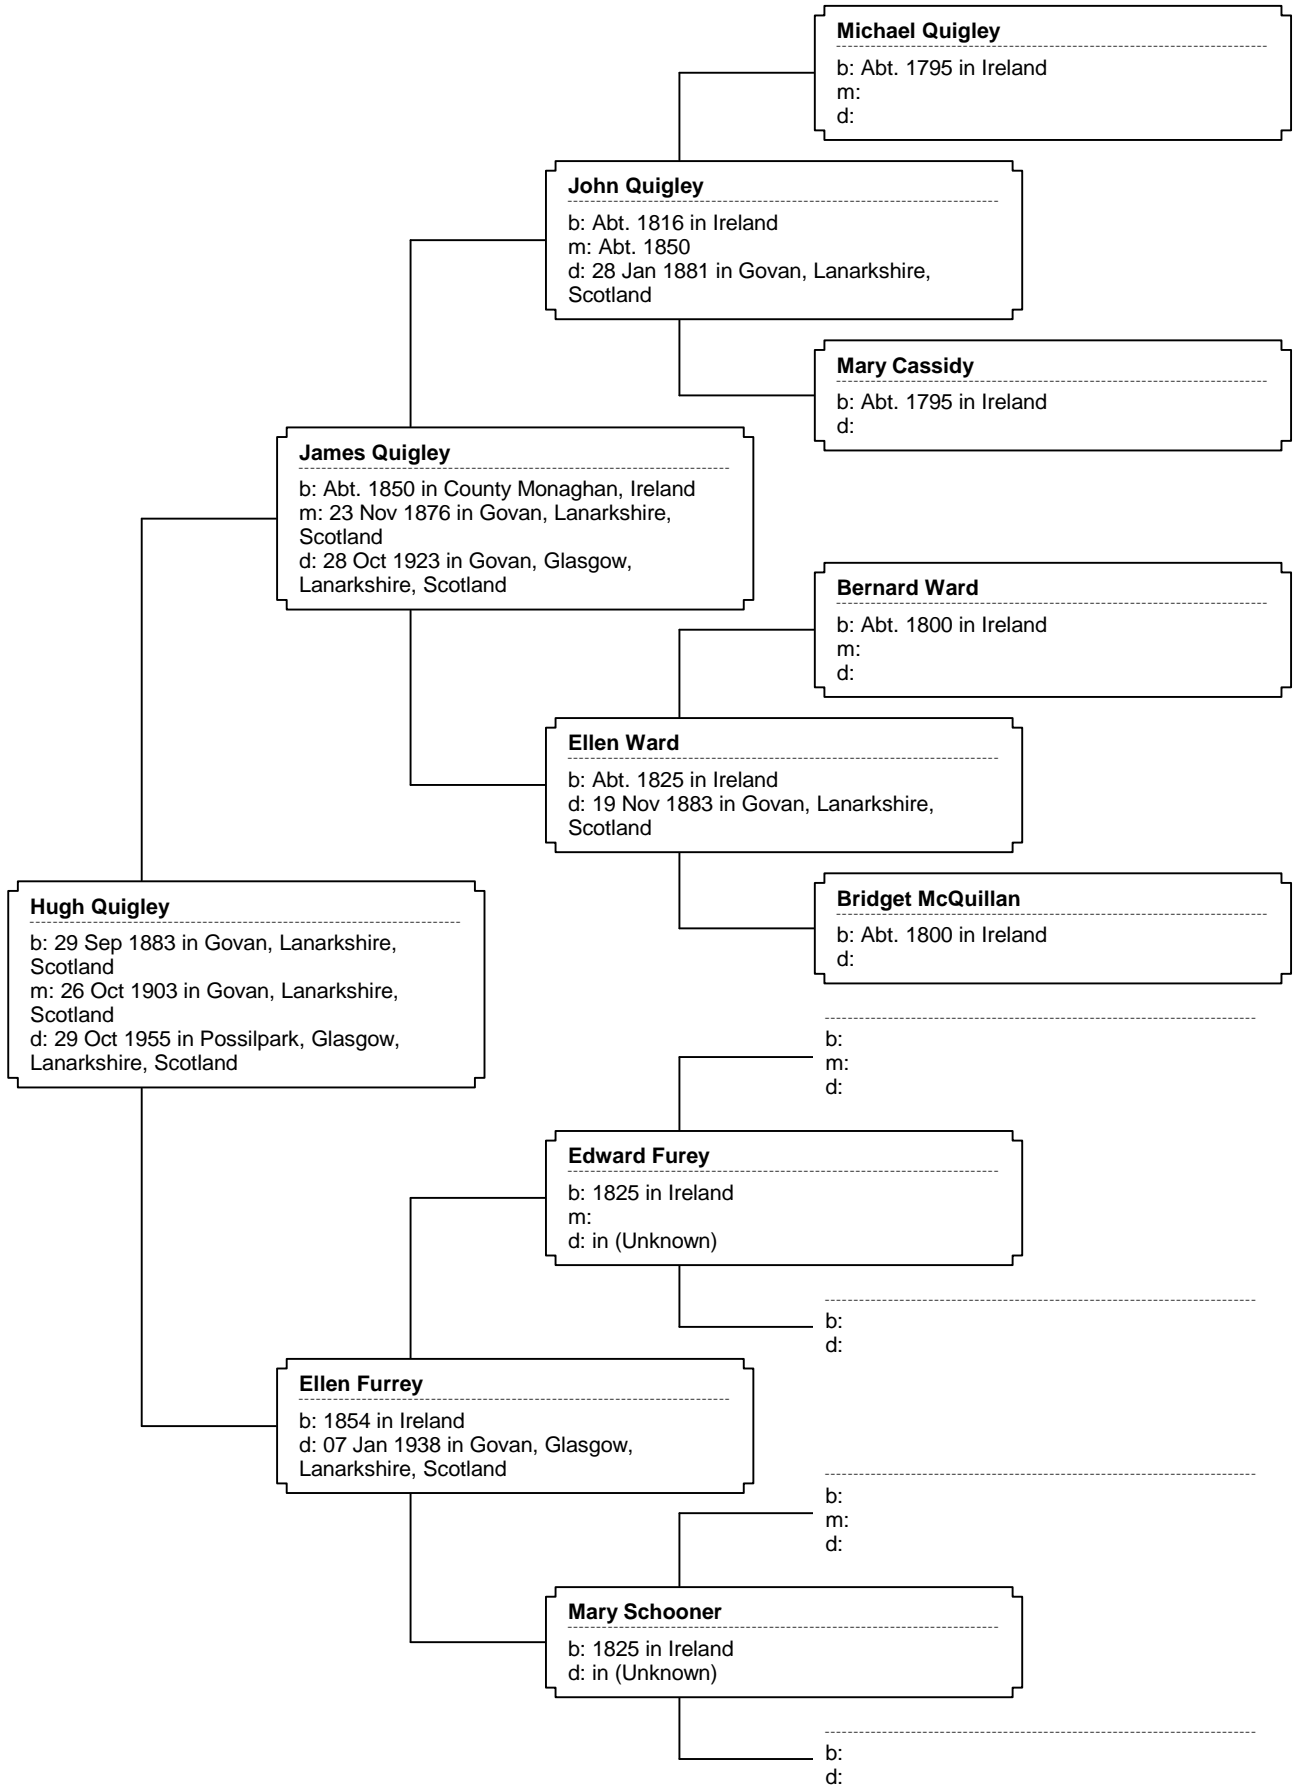 Michael Quigley
b: Abt. 1795 in Ireland
m:
d:
John Quigley
b: Abt. 1816 in Ireland
m: Abt. 1850
d: 28 Jan 1881 in Govan, Lanarkshire,
Scotland
Mary Cassidy
b: Abt. 1795 in Ireland
d:
James Quigley
b: Abt. 1850 in County Monaghan, Ireland
m: 23 Nov 1876 in Govan, Lanarkshire,
Scotland
d: 28 Oct 1923 in Govan, Glasgow,
Lanarkshire, Scotland
Bernard Ward
b: Abt. 1800 in Ireland
m:
d:
Ellen Ward
b: Abt. 1825 in Ireland
d: 19 Nov 1883 in Govan, Lanarkshire,
Scotland
Bridget McQuillan
b: Abt. 1800 in Ireland
d:
Hugh Quigley
b: 29 Sep 1883 in Govan, Lanarkshire,
Scotland
m: 26 Oct 1903 in Govan, Lanarkshire,
Scotland
d: 29 Oct 1955 in Possilpark, Glasgow,
Lanarkshire, Scotland
b:
m:
d:
Edward Furey
b: 1825 in Ireland
m:
d: in (Unknown)
b:
d:
Ellen Furrey
b: 1854 in Ireland
d: 07 Jan 1938 in Govan, Glasgow,
Lanarkshire, Scotland
b:
m:
d:
Mary Schooner
b: 1825 in Ireland
d: in (Unknown)
b:
d: